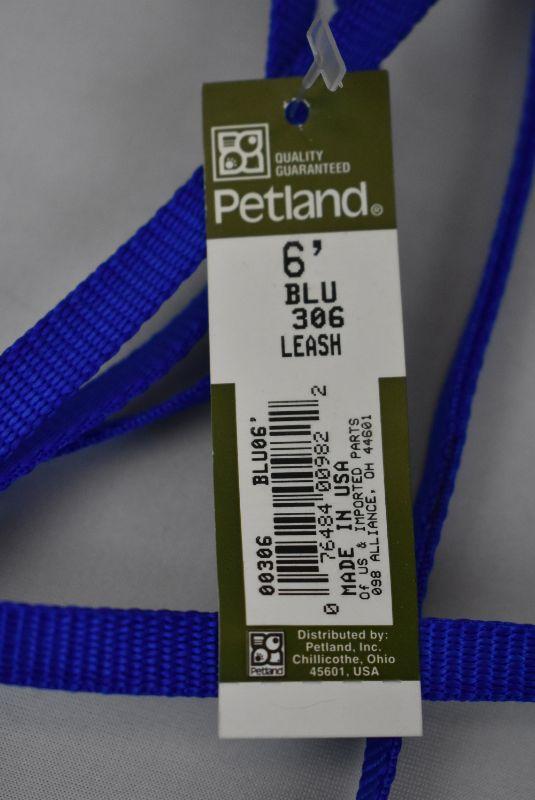 QUALITY
GUARANTEED
Petland®
6'
BLU
306
LEASH
00306 BLU06'
0 76484 00982 2
MADE IN USA
Of US & IMPORTED PARTS
098 ALLIANCE, OH 44601
Petland
Distributed by:
Petland, Inc.
Chillicothe, Ohio
45601, USA